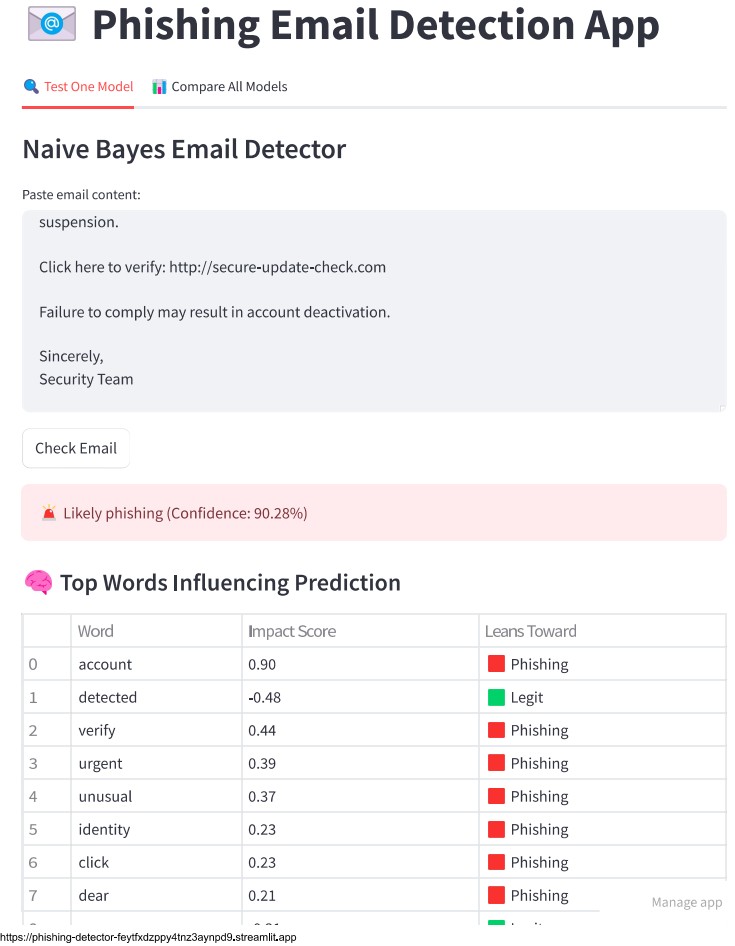 Phishing Email Detection App
Test One Model
Compare All Models
Naive Bayes Email Detector
Paste email content:
suspension.
Click here to verify: http://secure-update-check.com
Failure to comply may result in account deactivation.
Sincerely,
Security Team
Check Email
Likely phishing (Confidence: 90.28%)
Top Words Influencing Prediction
Word Impact Score Leans Toward
0 account 0.90 Phishing
1 detected -0.48 Legit
2 verify 0.44 Phishing
3 urgent 0.39 Phishing
4 unusual 0.37 Phishing
5 identity 0.23 Phishing
6 click 0.23 Phishing
7 dear 0.21 Phishing
Manage app
https://phishing-detector-feytfxdzppy4tnz3aynpd9.streamlit.app